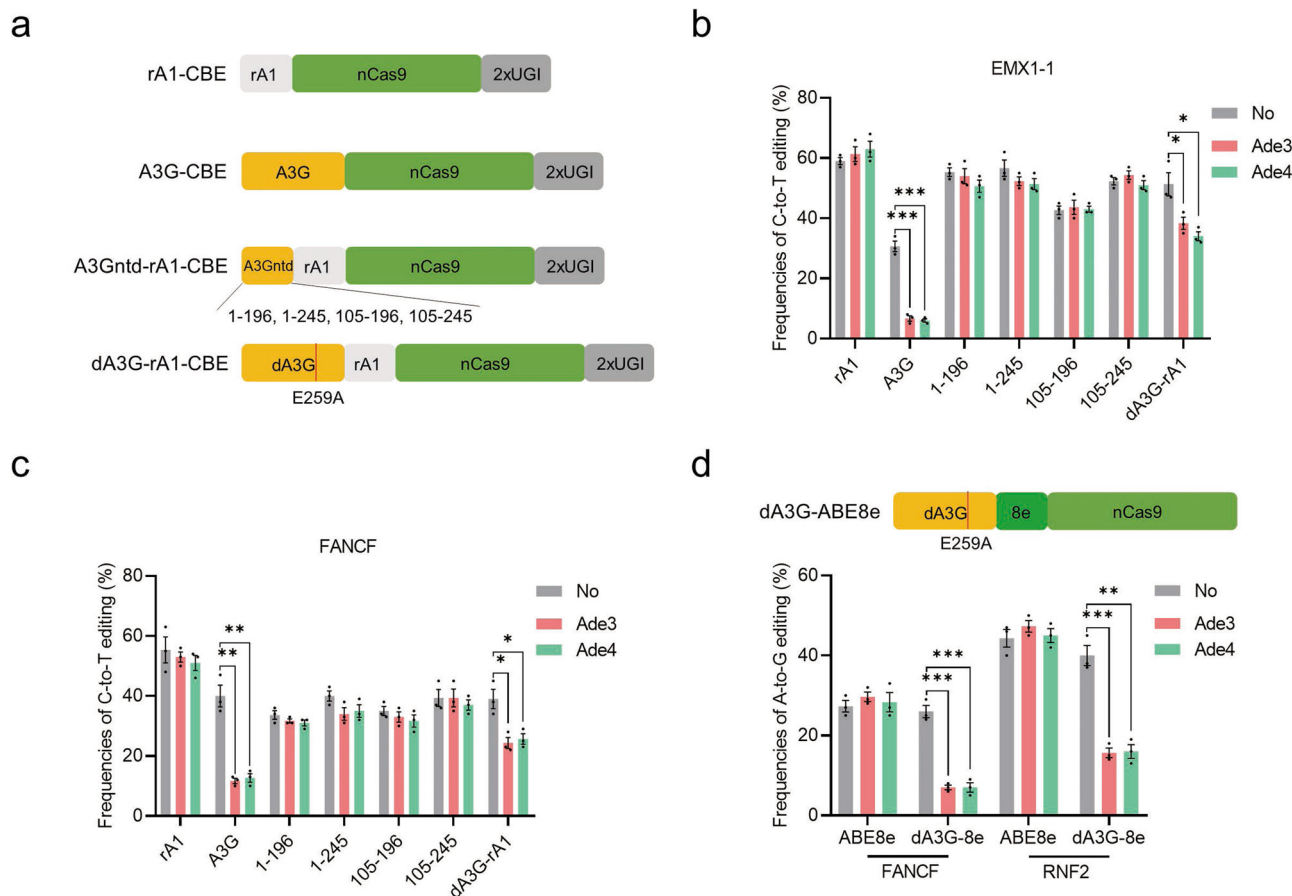 a
rA1-CBE
rA1
nCas9
2xUGI
A3G-CBE
A3G
nCas9
2xUGI
A3Gntd-rA1-CBE
A3Gntd
rA1
nCas9
2xUGI
1-196, 1-245, 105-196, 105-245
dA3G-rA1-CBE
dA3G
rA1
nCas9
2xUGI
E259A
b
EMX1-1
Frequencies of C-to-T editing (%)
80
60
40
20
0
***
***
*
*
No
Ade3
Ade4
rA1
A3G
1-196
1-245
105-196
105-245
dA3G-rA1
c
FANCF
Frequencies of C-to-T editing (%)
80
60
40
20
0
**
**
*
*
No
Ade3
Ade4
rA1
A3G
1-196
1-245
105-196
105-245
dA3G-rA1
d
dA3G-ABE8e
dA3G
8e
nCas9
E259A
Frequencies of A-to-G editing (%)
60
40
20
0
***
***
**
***
No
Ade3
Ade4
ABE8e
dA3G-8e
ABE8e
dA3G-8e
FANCF
RNF2